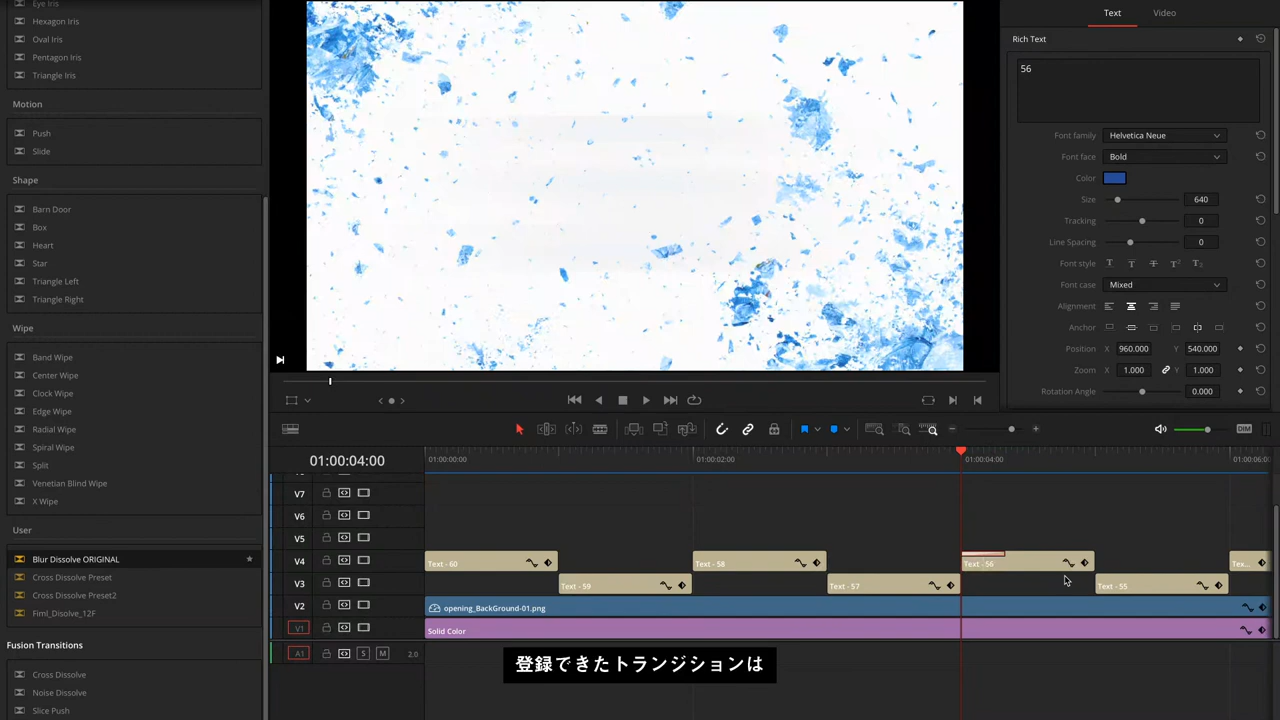 Eye Iris
Hexagon Iris
Oval Iris
Pentagon Iris
Triangle Iris
Motion
Push
Slide
Shape
Barn Door
Box
Heart
Star
Triangle Left
Triangle Right
Wipe
Band Wipe
Center Wipe
Clock Wipe
Edge Wipe
Radial Wipe
Spiral Wipe
Split
Venetian Blind Wipe
X Wipe
User
Blur Dissolve ORIGINAL
Cross Dissolve Preset
Cross Dissolve Preset2
Fiml_Disolve_12F
Fusion Transitions
Cross Dissolve
Noise Dissolve
Slice Push
Text Video
Rich Text
56
Font family Helvetica Neue
Font face Bold
Color
Size 640
Tracking 0
Line Spacing 0
Font style T T T T T
Font case Mixed
Alignment
Anchor
Position X 960.000 Y 540.000
Zoom X 1.000 Y 1.000
Rotation Angle 0.000
DIM
01:00:04:00 01:00:00:00 01:00:02:00 01:00:04:00 01:00:06:00
V7
V6
V5
V4 Text - 60 Text - 58 Text - 56 Tex...
V3 Text - 59 Text - 57 Text - 55
V2 opening_BackGround-01.png
V1 Solid Color
A1 S M 2.0
登録できたトランジションは